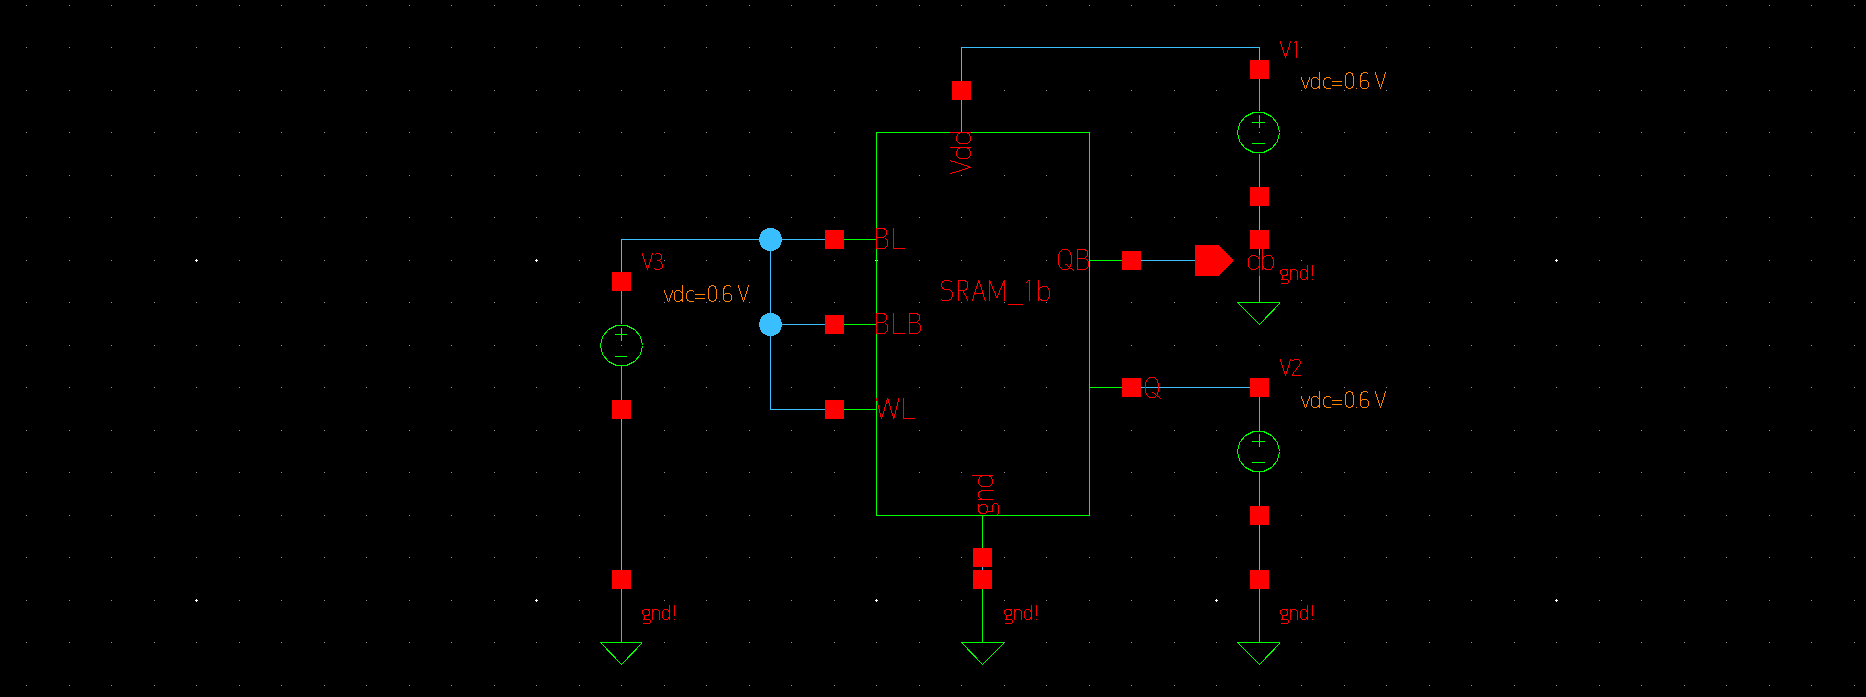 V1
vdc=0.6 V
Vdd
BL
V3
vdc=0.6 V
QB
qb
gnd!
SRAM_1b
BLB
V2
Q
vdc=0.6 V
WL
gnd
gnd!
gnd!
gnd!